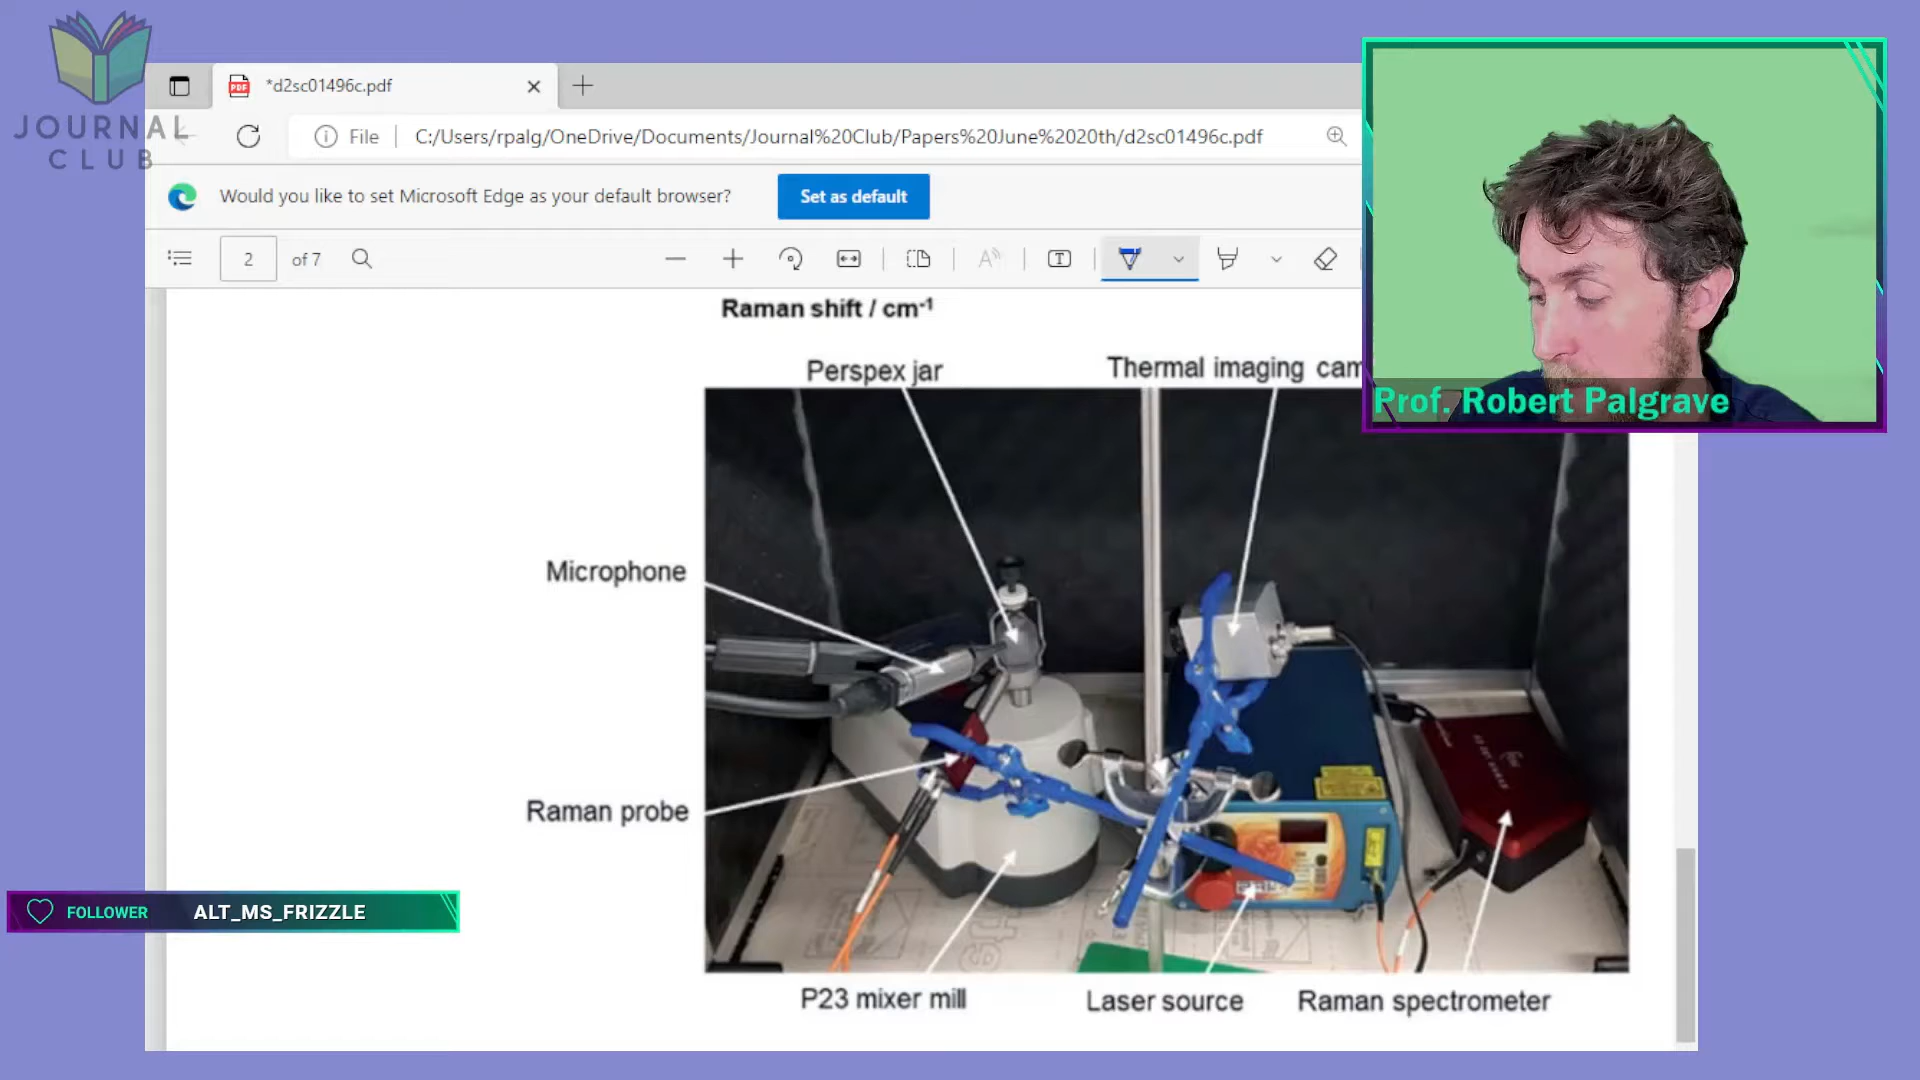 JOURNAL
CLUB
PDF
*d2sc01496c.pdf
File
C:/Users/rpalg/OneDrive/Documents/Journal%20Club/Papers%20June%2020th/d2sc01496c.pdf
Would you like to set Microsoft Edge as your default browser?
Set as default
2 of 7
Raman shift / cm-1
Perspex jar
Thermal imaging cam
Prof. Robert Palgrave
Microphone
Raman probe
FOLLOWER ALT_MS_FRIZZLE
P23 mixer mill
Laser source
Raman spectrometer